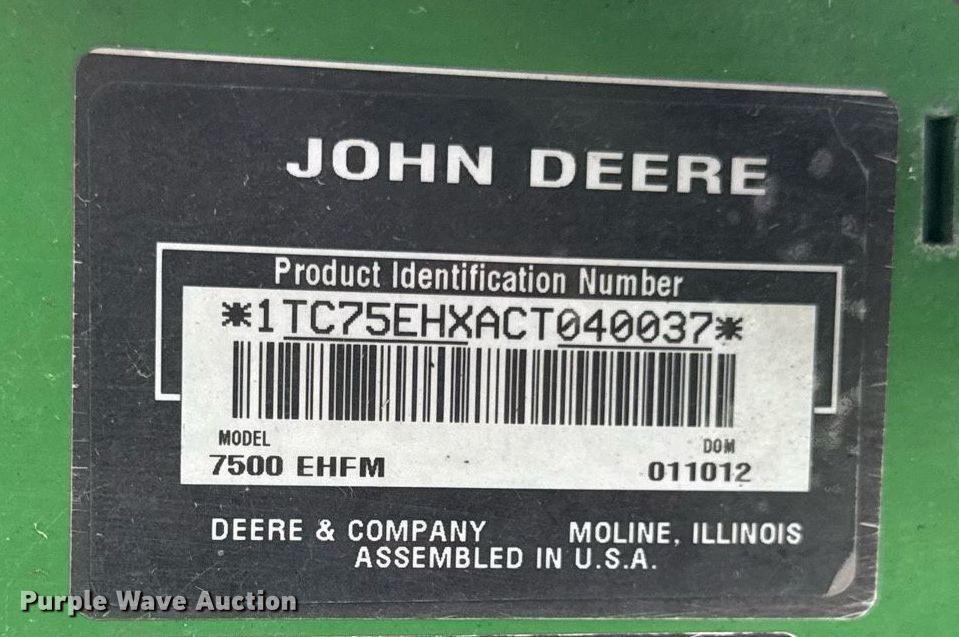 JOHN DEERE
Product Identification Number
*1TC75EHXACT040037*
MODEL
DOM
7500 EHFM
011012
DEERE & COMPANY MOLINE, ILLINOIS
ASSEMBLED IN U.S.A.
Purple Wave Auction